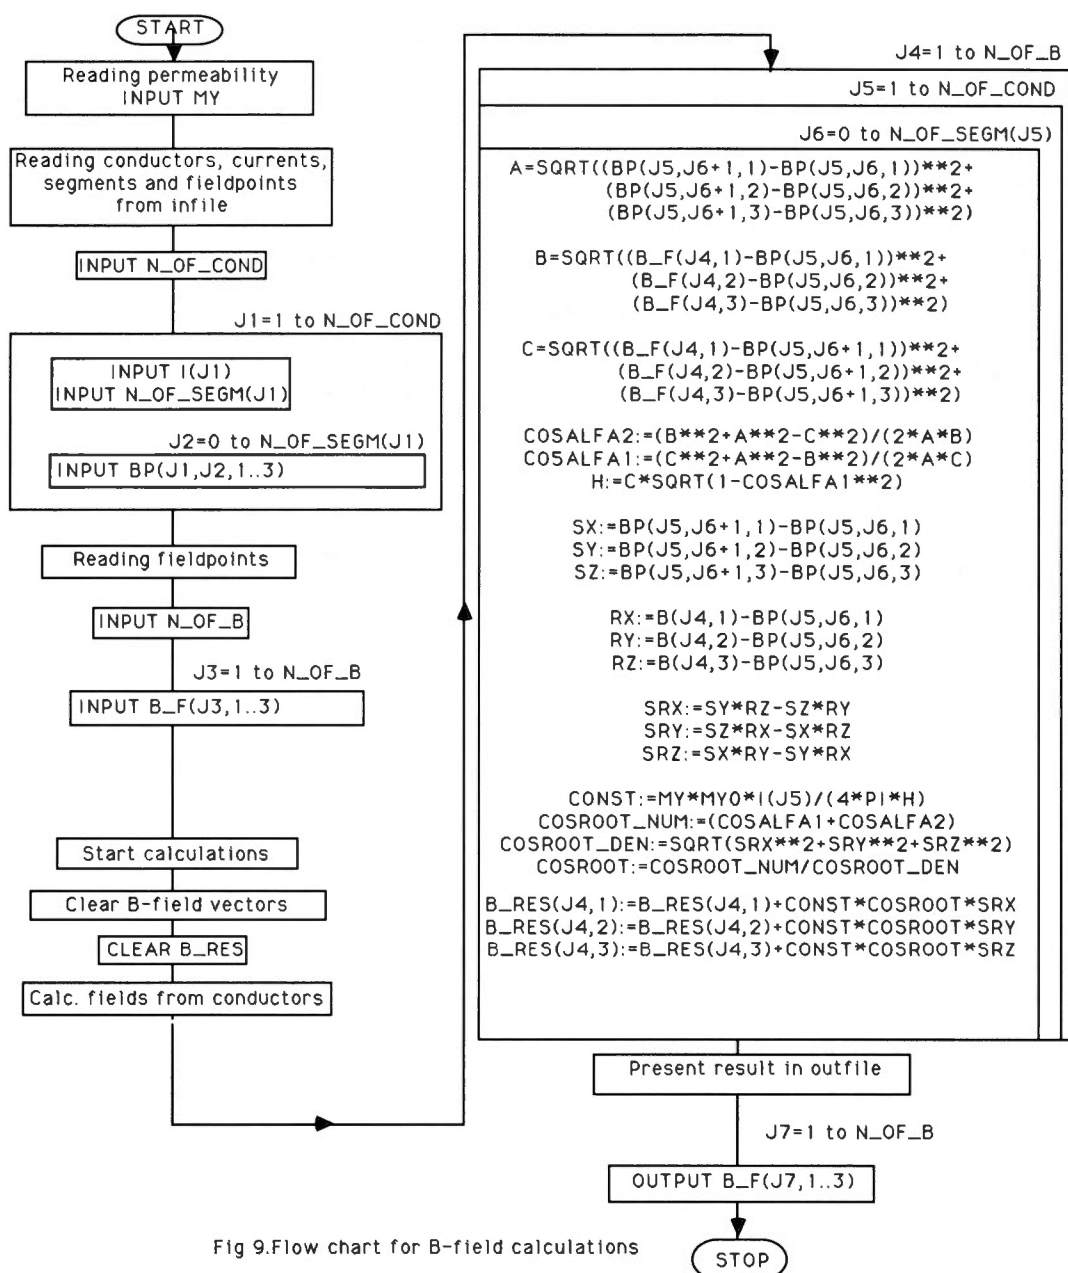 START
Reading permeability
INPUT MY
Reading conductors, currents,
segments and fieldpoints
from infile
INPUT N_OF_COND
J1=1 to N_OF_COND
INPUT I(J1)
INPUT N_OF_SEGM(J1)
J2=0 to N_OF_SEGM(J1)
INPUT BP(J1,J2,1..3)
Reading fieldpoints
INPUT N_OF_B
J3=1 to N_OF_B
INPUT B_F(J3,1..3)
Start calculations
Clear B-field vectors
CLEAR B_RES
Calc. fields from conductors
J4=1 to N_OF_B
J5=1 to N_OF_COND
J6=0 to N_OF_SEGM(J5)
A=SQRT((BP(J5,J6+1,1)-BP(J5,J6,1))**2+
(BP(J5,J6+1,2)-BP(J5,J6,2))**2+
(BP(J5,J6+1,3)-BP(J5,J6,3))**2)
B=SQRT((B_F(J4,1)-BP(J5,J6,1))**2+
(B_F(J4,2)-BP(J5,J6,2))**2+
(B_F(J4,3)-BP(J5,J6,3))**2)
C=SQRT((B_F(J4,1)-BP(J5,J6+1,1))**2+
(B_F(J4,2)-BP(J5,J6+1,2))**2+
(B_F(J4,3)-BP(J5,J6+1,3))**2)
COSALFA2:=(B**2+A**2-C**2)/(2*A*B)
COSALFA1:=(C**2+A**2-B**2)/(2*A*C)
H:=C*SQRT(1-COSALFA1**2)
SX:=BP(J5,J6+1,1)-BP(J5,J6,1)
SY:=BP(J5,J6+1,2)-BP(J5,J6,2)
SZ:=BP(J5,J6+1,3)-BP(J5,J6,3)
RX:=B(J4,1)-BP(J5,J6,1)
RY:=B(J4,2)-BP(J5,J6,2)
RZ:=B(J4,3)-BP(J5,J6,3)
SRX:=SY*RZ-SZ*RY
SRY:=SZ*RX-SX*RZ
SRZ:=SX*RY-SY*RX
CONST:=MY*MY0*I(J5)/(4*PI*H)
COSROOT_NUM:=(COSALFA1+COSALFA2)
COSROOT_DEN:=SQRT(SRX**2+SRY**2+SRZ**2)
COSROOT:=COSROOT_NUM/COSROOT_DEN
B_RES(J4,1):=B_RES(J4,1)+CONST*COSROOT*SRX
B_RES(J4,2):=B_RES(J4,2)+CONST*COSROOT*SRY
B_RES(J4,3):=B_RES(J4,3)+CONST*COSROOT*SRZ
Present result in outfile
J7=1 to N_OF_B
OUTPUT B_F(J7,1..3)
STOP
Fig 9.Flow chart for B-field calculations